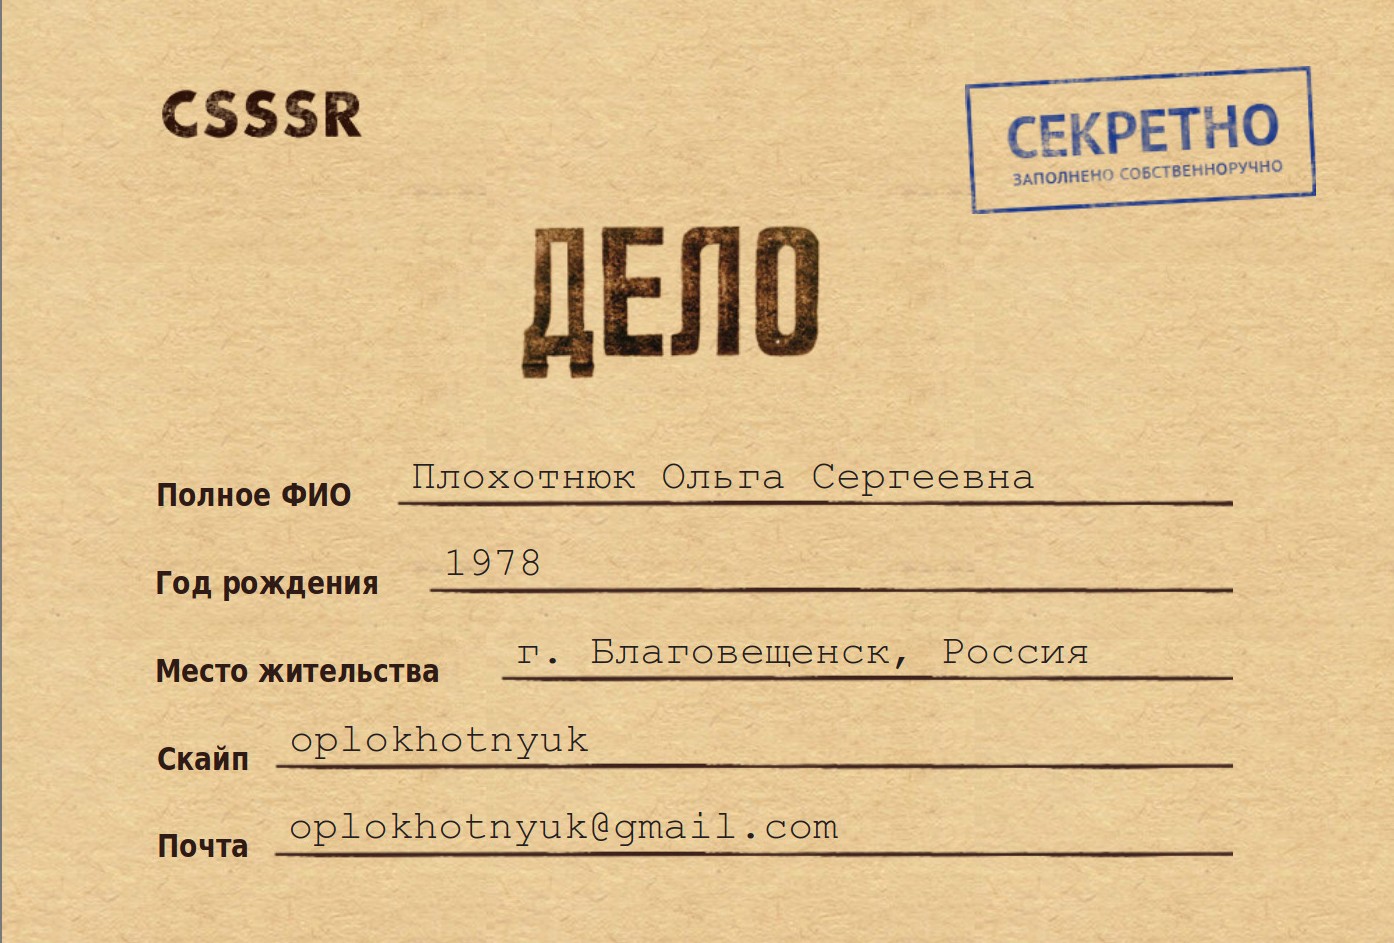 CSSSR
СЕКРЕТНО
ЗАПОЛНЕНО СОБСТВЕННОРУЧНО
ДЕЛО
Полное ФИО Плохотнюк Ольга Сергеевна
Год рождения 1978
Место жительства г. Благовещенск, Россия
Скайп oplokhotnyuk
Почта oplokhotnyuk@gmail.com